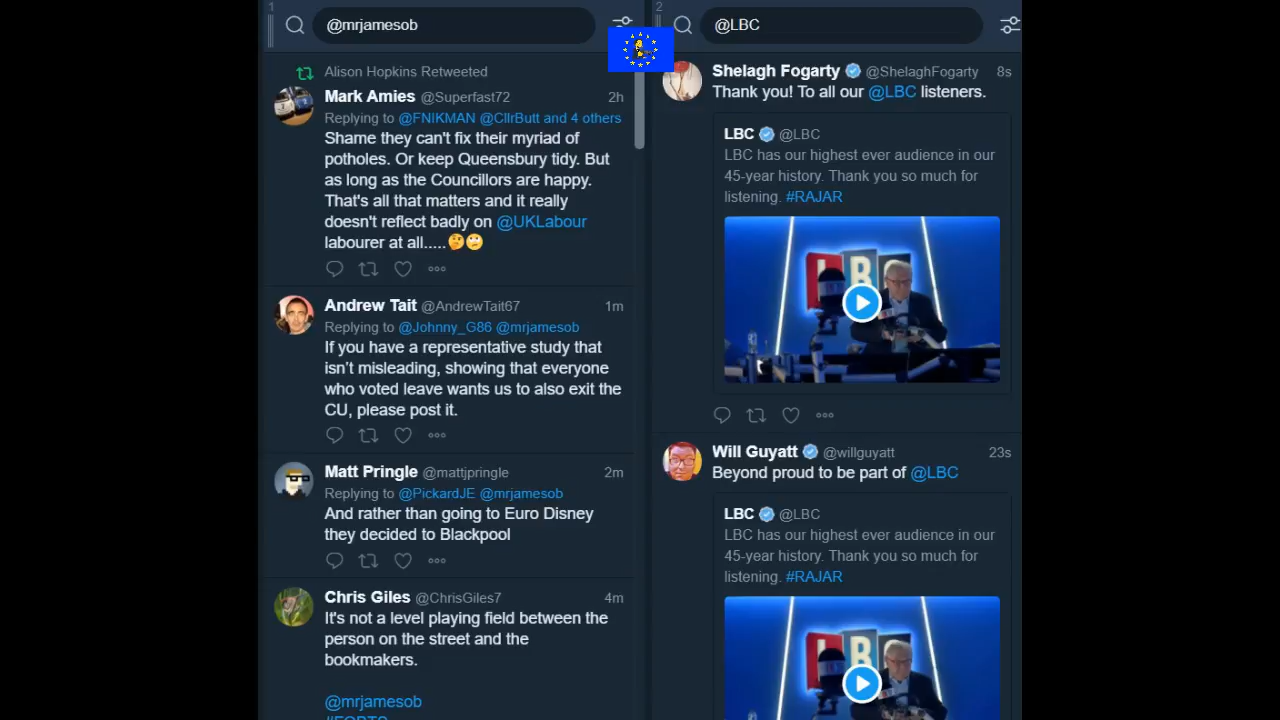 1
@mrjamesob
Alison Hopkins Retweeted
Mark Amies @Superfast72 2h
Replying to @FNIKMAN @CllrButt and 4 others
Shame they can't fix their myriad of
potholes. Or keep Queensbury tidy. But
as long as the Councillors are happy.
That's all that matters and it really
doesn't reflect badly on @UKLabour
labourer at all.....🤔🙄
Andrew Tait @AndrewTait67 1m
Replying to @Johnny_G86 @mrjamesob
If you have a representative study that
isn’t misleading, showing that everyone
who voted leave wants us to also exit the
CU, please post it.
Matt Pringle @mattjpringle 2m
Replying to @PickardJE @mrjamesob
And rather than going to Euro Disney
they decided to Blackpool
Chris Giles @ChrisGiles7 4m
It's not a level playing field between the
person on the street and the
bookmakers.
@mrjamesob
#FOBTS
2
@LBC
Shelagh Fogarty @ShelaghFogarty 8s
Thank you! To all our @LBC listeners.
LBC @LBC
LBC has our highest ever audience in our
45-year history. Thank you so much for
listening. #RAJAR
LBC
Will Guyatt @willguyatt 23s
Beyond proud to be part of @LBC
LBC @LBC
LBC has our highest ever audience in our
45-year history. Thank you so much for
listening. #RAJAR
LBC